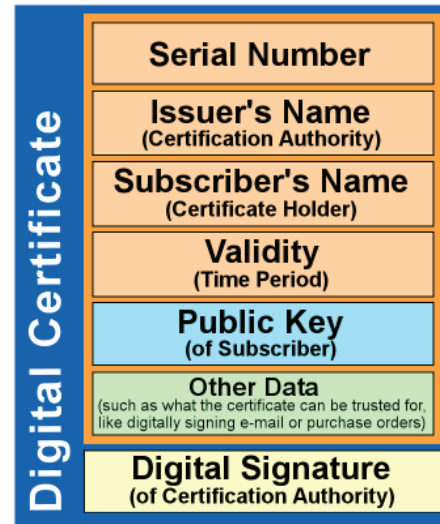 Digital Certificate
Serial Number
Issuer's Name
(Certification Authority)
Subscriber's Name
(Certificate Holder)
Validity
(Time Period)
Public Key
(of Subscriber)
Other Data
(such as what the certificate can be trusted for,
like digitally signing e-mail or purchase orders)
Digital Signature
(of Certification Authority)